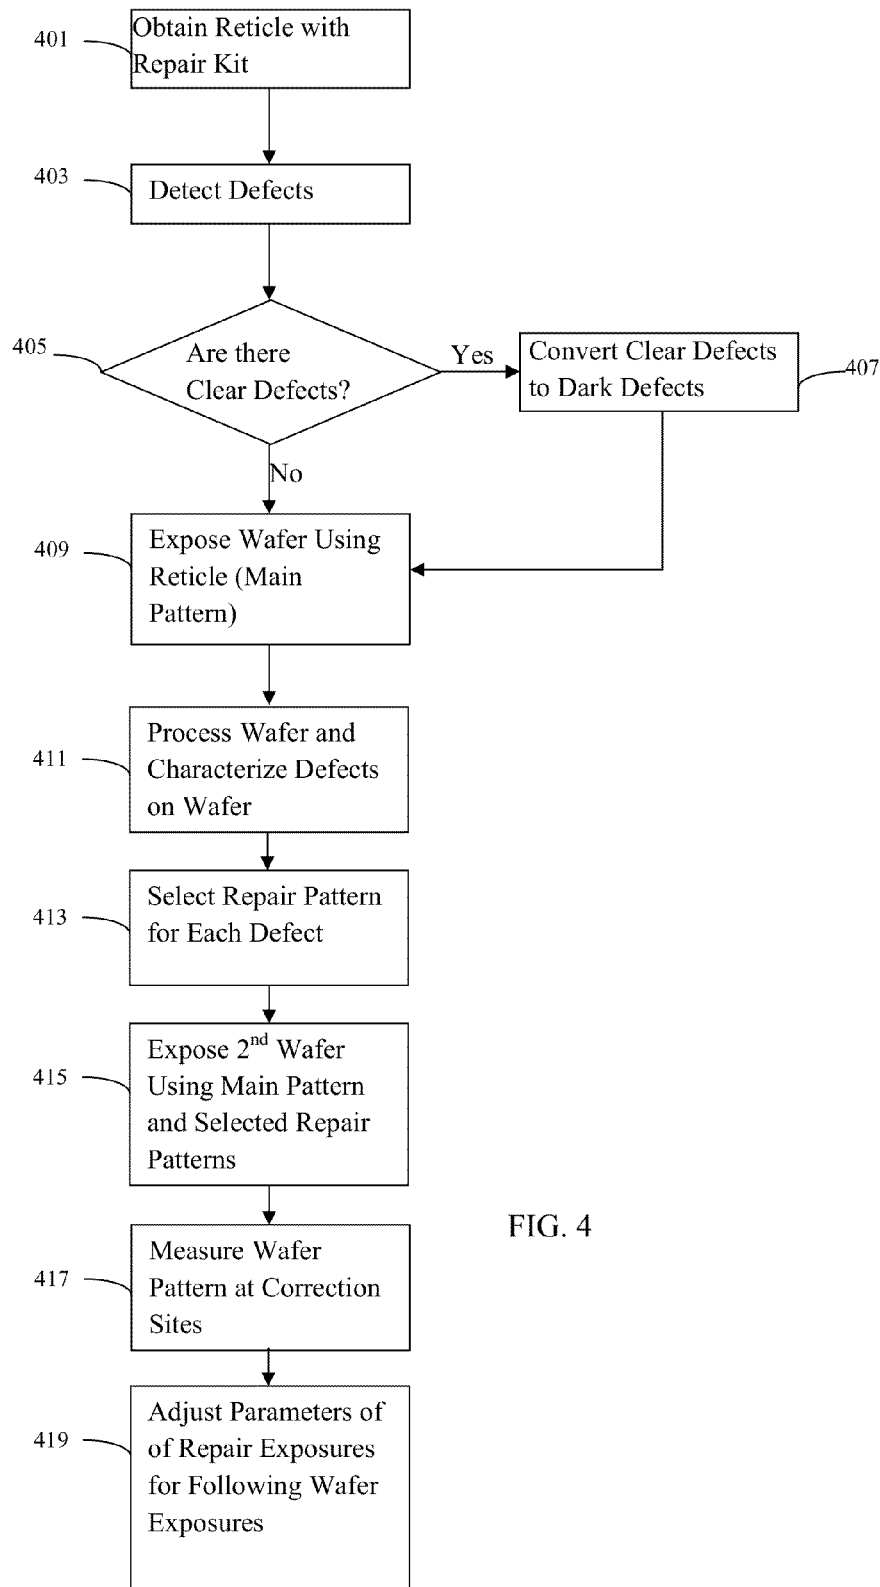 401
Obtain Reticle with
Repair Kit
403
Detect Defects
405
Are there
Clear Defects?
Yes
Convert Clear Defects
to Dark Defects
407
No
409
Expose Wafer Using
Reticle (Main
Pattern)
411
Process Wafer and
Characterize Defects
on Wafer
413
Select Repair Pattern
for Each Defect
415
Expose 2nd Wafer
Using Main Pattern
and Selected Repair
Patterns
FIG. 4
417
Measure Wafer
Pattern at Correction
Sites
419
Adjust Parameters of
of Repair Exposures
for Following Wafer
Exposures